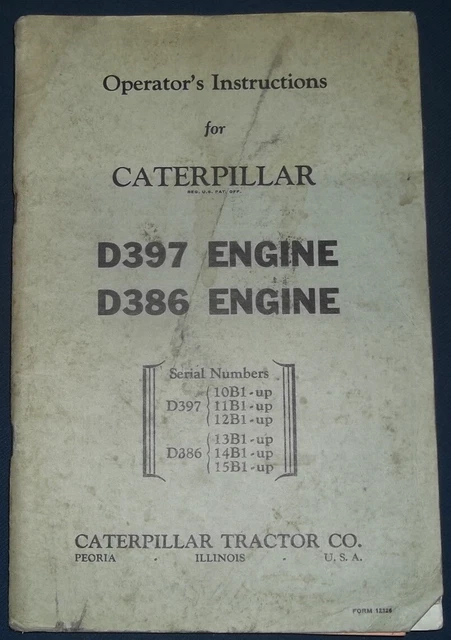 Operator's Instructions
for
CATERPILLAR
REG. U.S. PAT. OFF.
D397 ENGINE
D386 ENGINE
Serial Numbers
D397 { 10B1-up
11B1-up
12B1-up
D386 { 13B1-up
14B1-up
15B1-up
CATERPILLAR TRACTOR CO.
PEORIA - ILLINOIS - U. S. A.
FORM